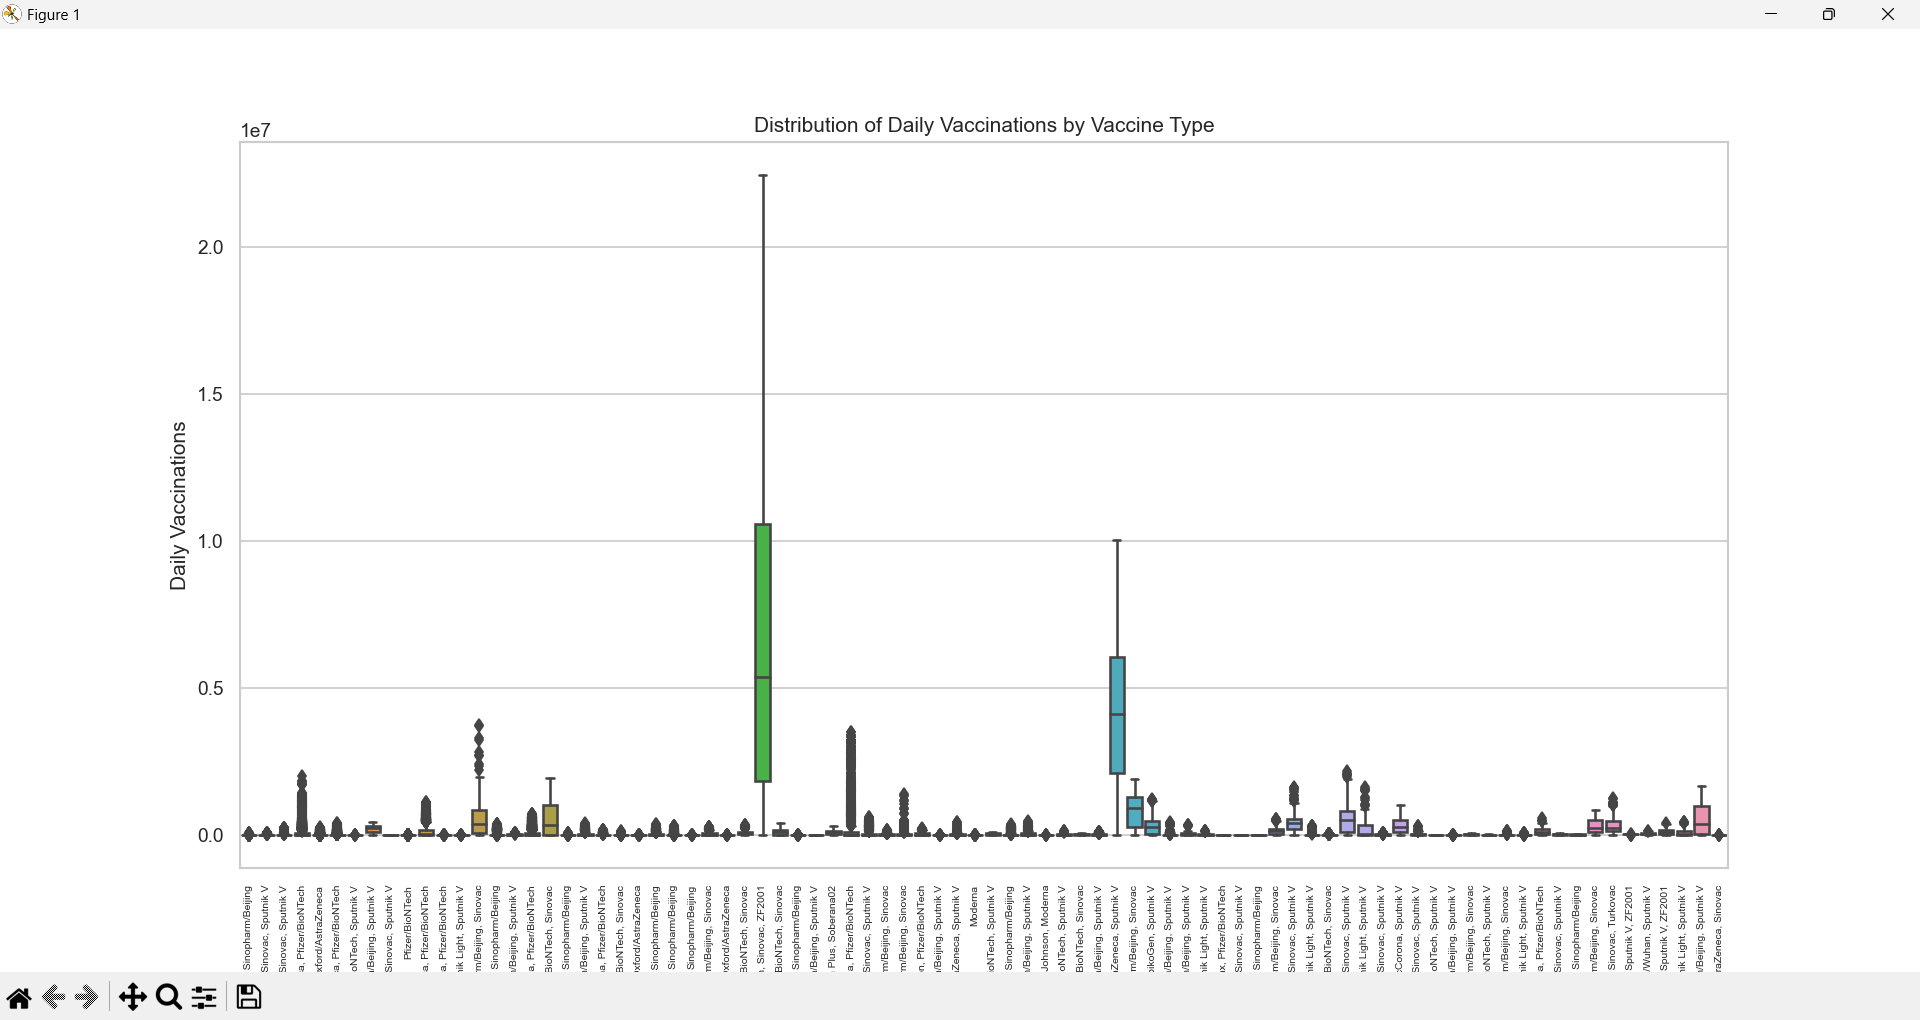 Figure 1
Distribution of Daily Vaccinations by Vaccine Type
1e7
2.0
1.5
1.0
0.5
0.0
Daily Vaccinations
Sinopharm/Beijing
Sinovac, Sputnik V
Sinovac, Sputnik V
a, Pfizer/BioNTech
xford/AstraZeneca
a, Pfizer/BioNTech
oNTech, Sputnik V
/Beijing, Sputnik V
Sinovac, Sputnik V
Pfizer/BioNTech
a, Pfizer/BioNTech
a, Pfizer/BioNTech
nik Light, Sputnik V
m/Beijing, Sinovac
Sinopharm/Beijing
/Beijing, Sputnik V
a, Pfizer/BioNTech
BioNTech, Sinovac
Sinopharm/Beijing
/Beijing, Sputnik V
a, Pfizer/BioNTech
BioNTech, Sinovac
xford/AstraZeneca
Sinopharm/Beijing
Sinopharm/Beijing
Sinopharm/Beijing
m/Beijing, Sinovac
xford/AstraZeneca
BioNTech, Sinovac
, Sinovac, ZF2001
BioNTech, Sinovac
Sinopharm/Beijing
/Beijing, Sputnik V
Plus, Soberana02
a, Pfizer/BioNTech
Sinovac, Sputnik V
m/Beijing, Sinovac
m/Beijing, Sinovac
n, Pfizer/BioNTech
/Beijing, Sputnik V
Zeneca, Sputnik V
Moderna
oNTech, Sputnik V
Sinopharm/Beijing
/Beijing, Sputnik V
Johnson, Moderna
oNTech, Sputnik V
BioNTech, Sinovac
/Beijing, Sputnik V
aZeneca, Sputnik V
m/Beijing, Sinovac
oikoGen, Sputnik V
/Beijing, Sputnik V
/Beijing, Sputnik V
nik Light, Sputnik V
x, Pfizer/BioNTech
Sinovac, Sputnik V
Sinopharm/Beijing
m/Beijing, Sinovac
Sinovac, Sputnik V
nik Light, Sputnik V
BioNTech, Sinovac
Sinovac, Sputnik V
nik Light, Sputnik V
Sinovac, Sputnik V
cCorona, Sputnik V
Sinovac, Sputnik V
oNTech, Sputnik V
/Beijing, Sputnik V
m/Beijing, Sinovac
oNTech, Sputnik V
m/Beijing, Sinovac
nik Light, Sputnik V
a, Pfizer/BioNTech
Sinovac, Sputnik V
Sinopharm/Beijing
m/Beijing, Sinovac
Sinovac, Turkovac
Sputnik V, ZF2001
/Wuhan, Sputnik V
Sputnik V, ZF2001
nik Light, Sputnik V
/Beijing, Sputnik V
raZeneca, Sinovac